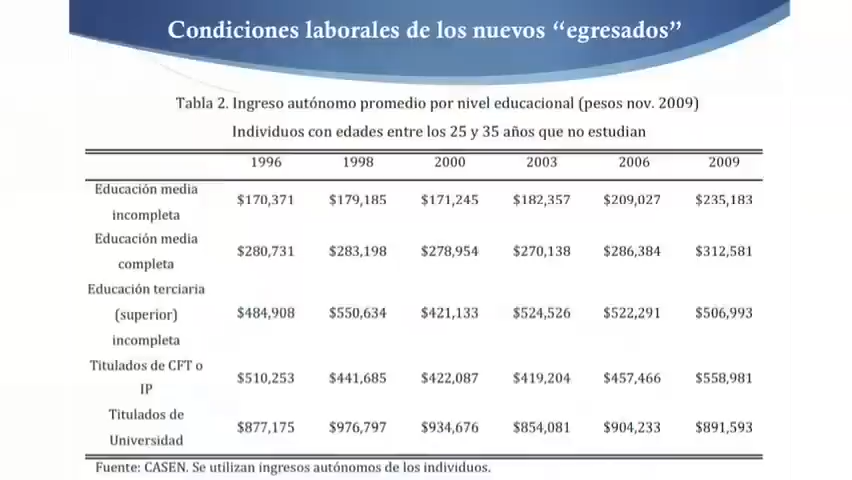 Condiciones laborales de los nuevos “egresados”
Tabla 2. Ingreso autónomo promedio por nivel educacional (pesos nov. 2009)
Individuos con edades entre los 25 y 35 años que no estudian
1996 1998 2000 2003 2006 2009
Educación media
incompleta
$170,371 $179,185 $171,245 $182,357 $209,027 $235,183
Educación media
completa
$280,731 $283,198 $278,954 $270,138 $286,384 $312,581
Educación terciaria
(superior)
incompleta
$484,908 $550,634 $421,133 $524,526 $522,291 $506,993
Titulados de CFT o
IP
$510,253 $441,685 $422,087 $419,204 $457,466 $558,981
Titulados de
Universidad
$877,175 $976,797 $934,676 $854,081 $904,233 $891,593
Fuente: CASEN. Se utilizan ingresos autónomos de los individuos.